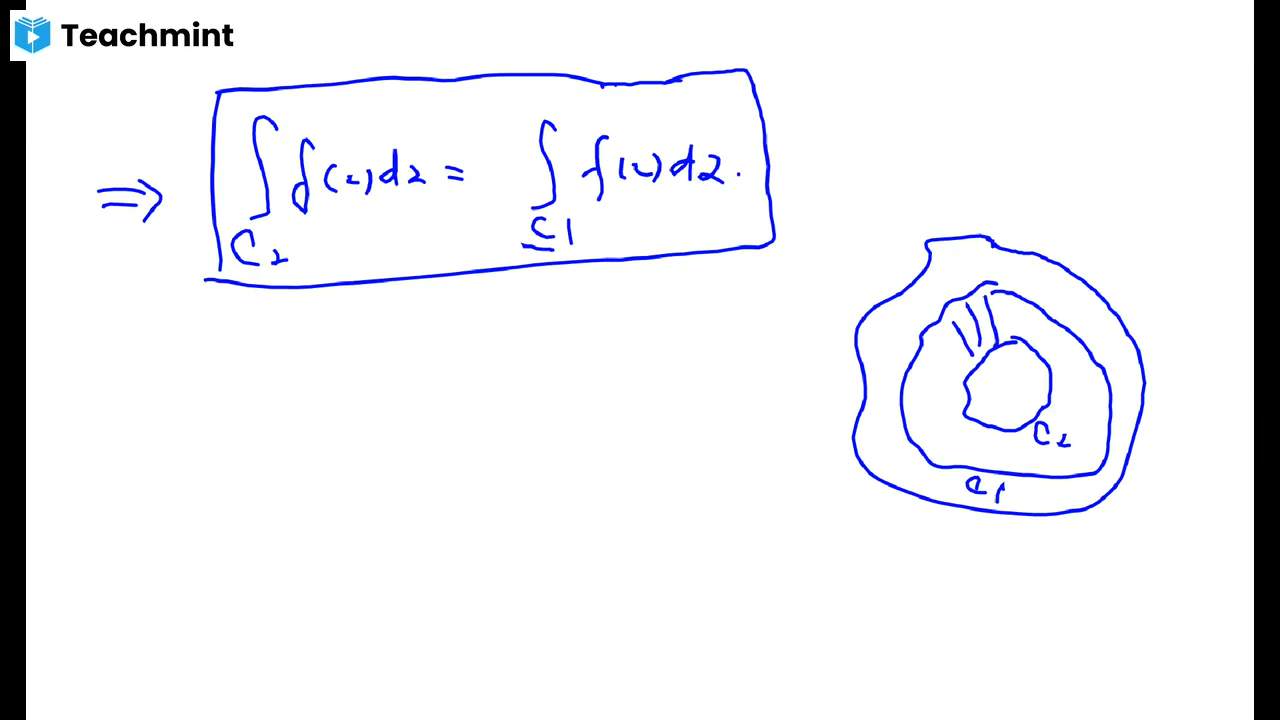 Teachmint
⇒ ∫_{C2} f(z)dz = ∫_{C1} f(z)dz.
C2
C1